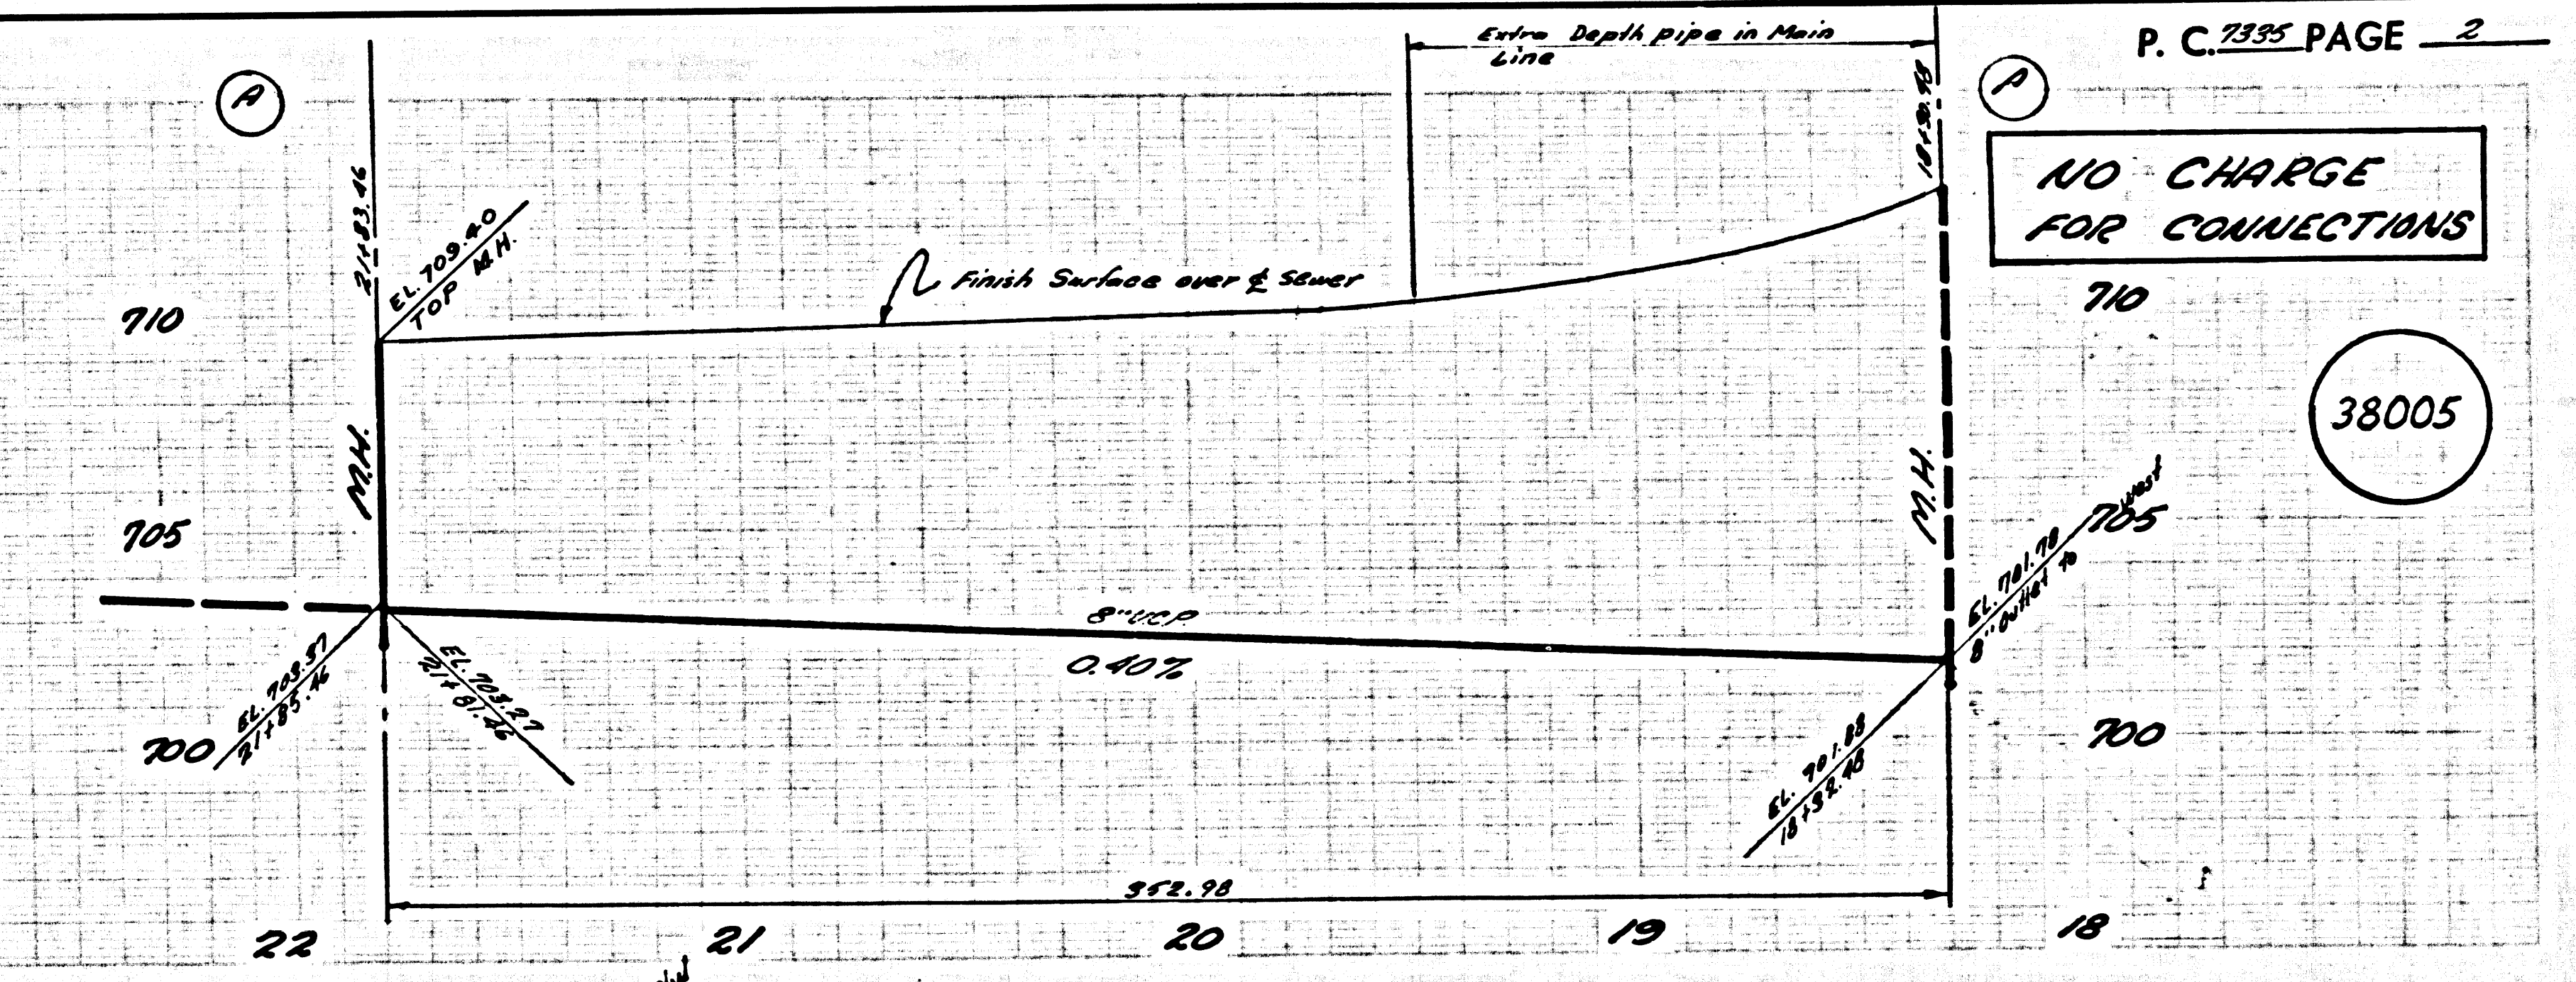 P. C. 7335 PAGE 2
Extra Depth pipe in Main
Line
A
A
21+83.46
18+30.48
NO CHARGE
FOR CONNECTIONS
EL. 709.40
TOP M.H.
Finish Surface over ℄ Sewer
710
710
38005
M.H.
M.H.
705
705
EL. 701.78
8" Outlet to West
8" VCP
0.40%
EL. 703.37
21+85.46
EL. 703.27
21+81.46
700
700
EL. 701.88
18+32.48
352.98
22
21
20
19
18